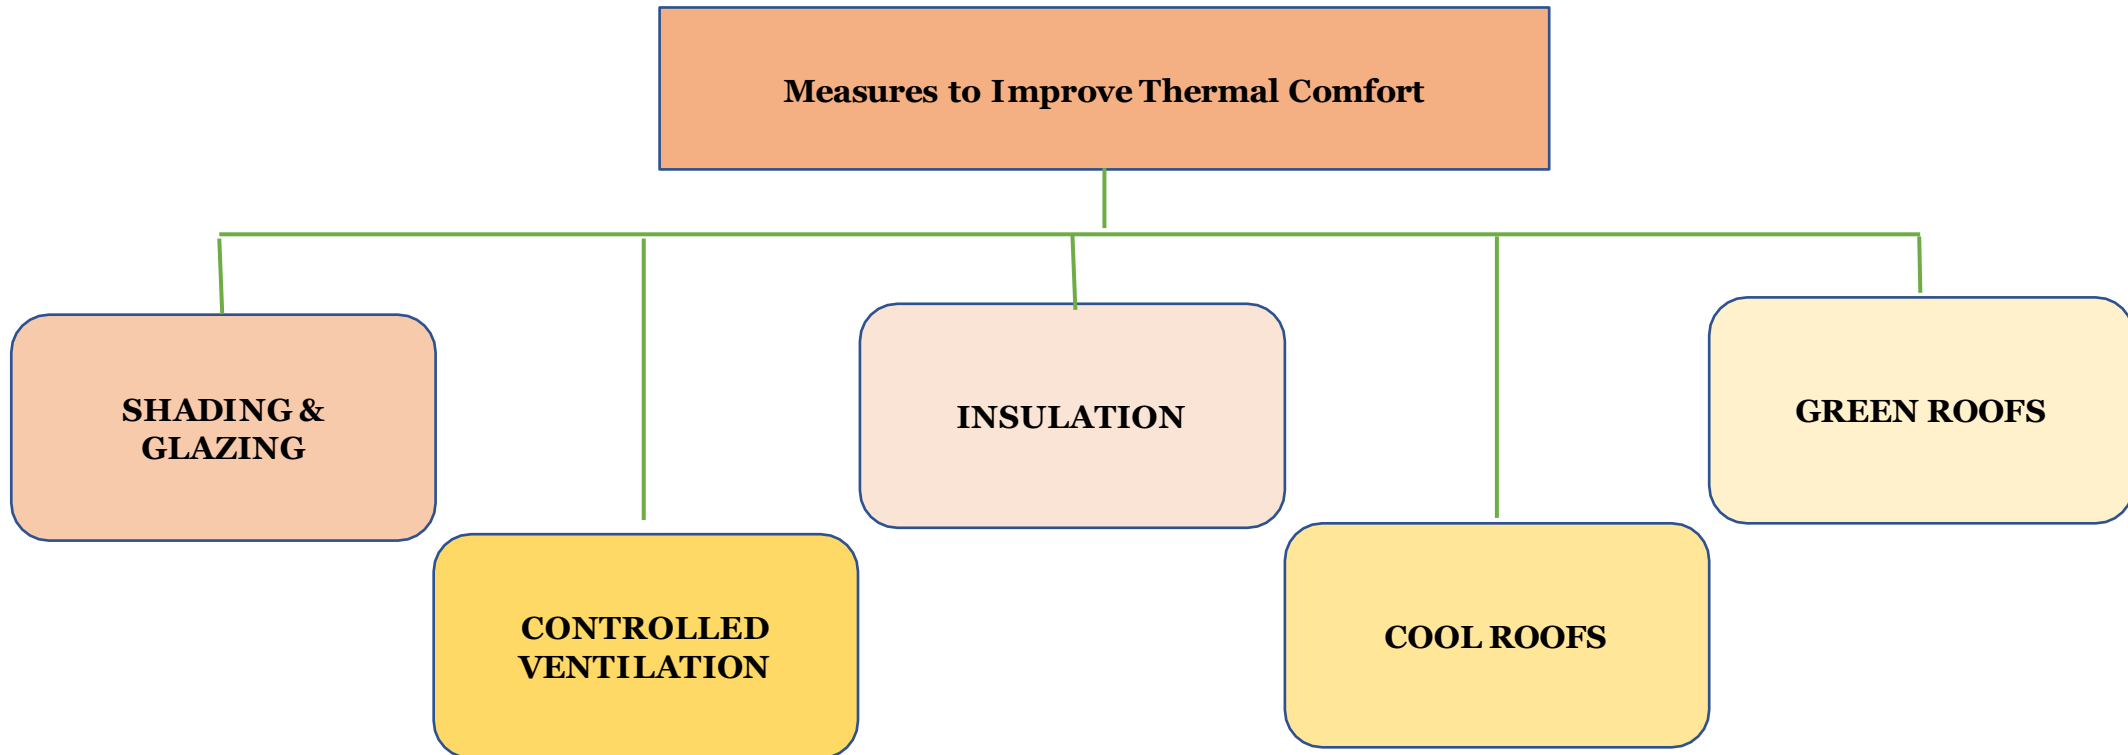 Measures to Improve Thermal Comfort
SHADING &
GLAZING
CONTROLLED
VENTILATION
INSULATION
COOL ROOFS
GREEN ROOFS